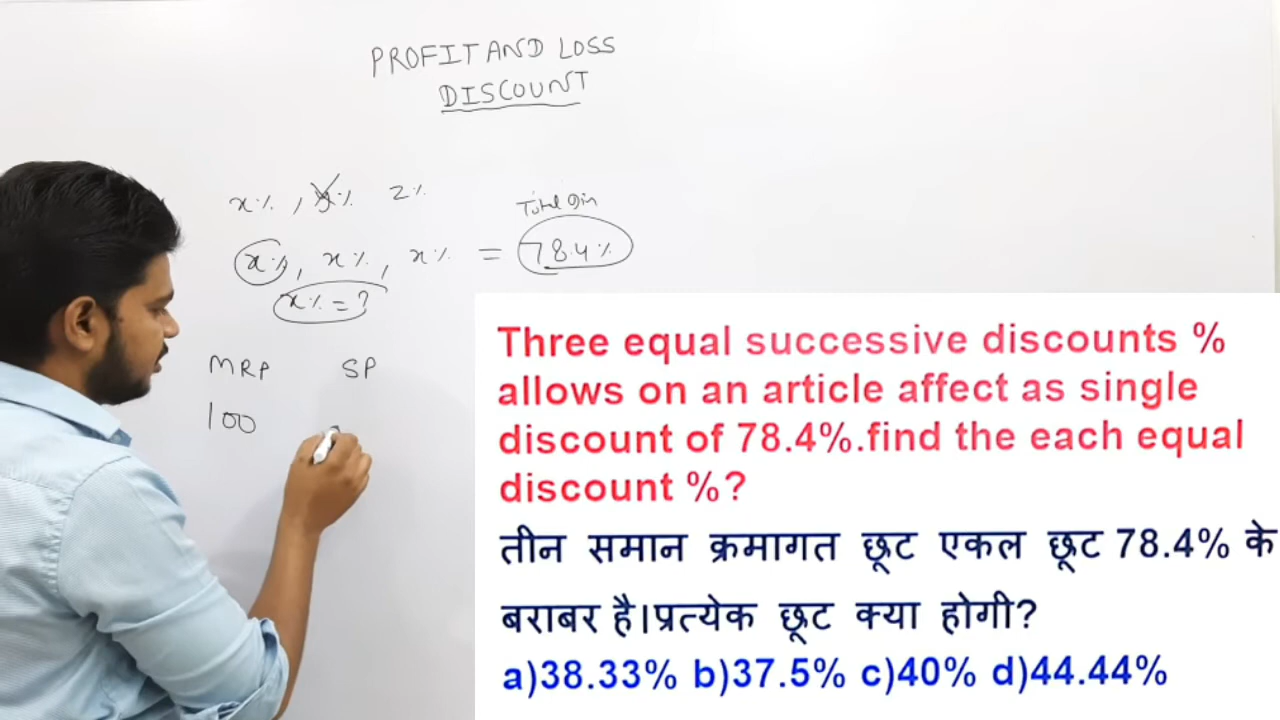 PROFIT AND LOSS
DISCOUNT
x%, y% 2%
Total
x%, x%, x% = 78.4%
x% = ?
MRP SP
100
Three equal successive discounts %
allows on an article affect as single
discount of 78.4%.find the each equal
discount %?
तीन समान क्रमागत छूट एकल छूट 78.4% के
बराबर है।प्रत्येक छूट क्या होगी?
a)38.33% b)37.5% c)40% d)44.44%